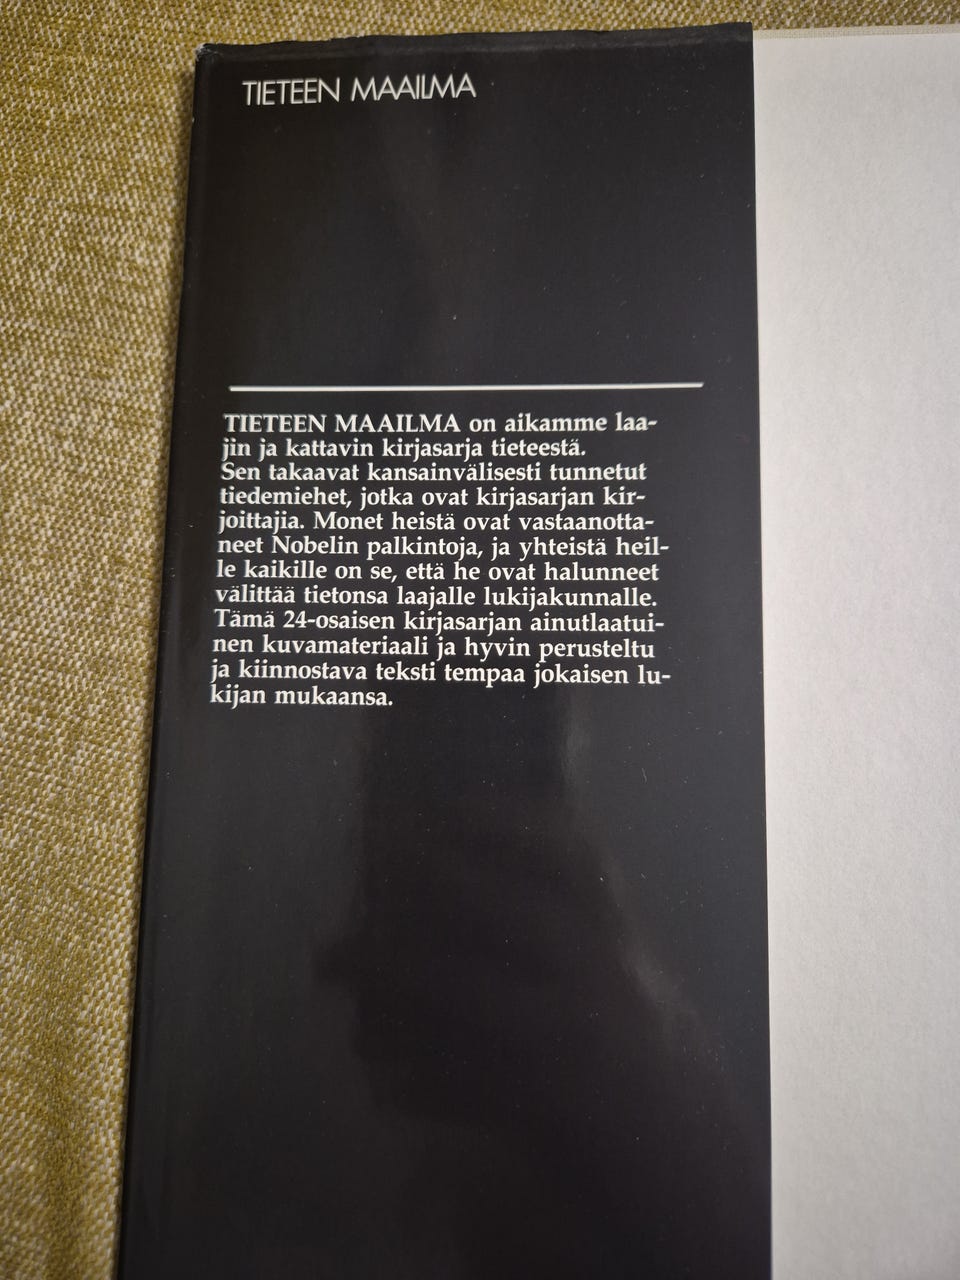 TIETEEN MAAILMA
TIETEEN MAAILMA on aikamme laa-
jin ja kattavin kirjasarja tieteestä.
Sen takaavat kansainvälisesti tunnetut
tiedemiehet, jotka ovat kirjasarjan kir-
joittajia. Monet heistä ovat vastaanotta-
neet Nobelin palkintoja, ja yhteistä heil-
le kaikille on se, että he ovat halunneet
välittää tietonsa laajalle lukijakunnalle.
Tämä 24-osaisen kirjasarjan ainutlaatui-
nen kuvamateriaali ja hyvin perusteltu
ja kiinnostava teksti tempaa jokaisen lu-
kijan mukaansa.